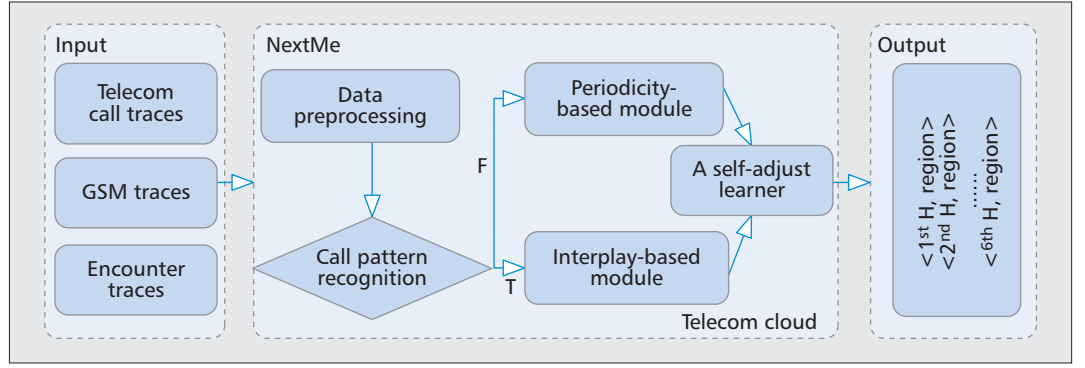 Input
Telecom
call traces
GSM traces
Encounter
traces
NextMe
Data
preprocessing
Call pattern
recognition
F
T
Periodicity-
based module
Interplay-based
module
A self-adjust
learner
Telecom cloud
Output
<1st H, region>
<2nd H, region>
......
<6th H, region>